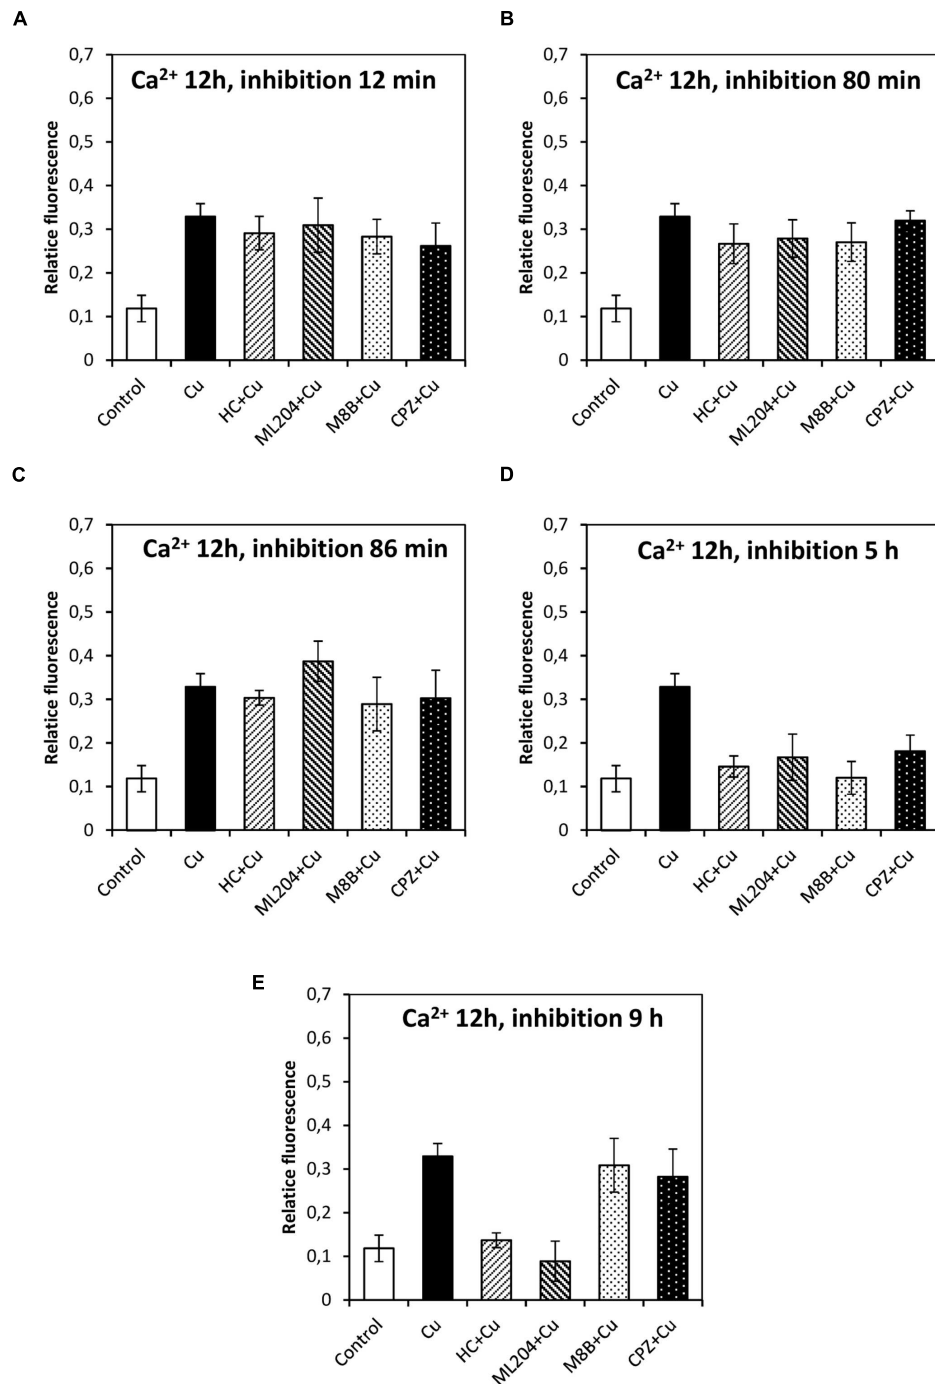 A
Ca²⁺ 12h, inhibition 12 min
Relatice fluorescence
0,7
0,6
0,5
0,4
0,3
0,2
0,1
0
Control
Cu
HC+Cu
ML204+Cu
M8B+Cu
CPZ+Cu
B
Ca²⁺ 12h, inhibition 80 min
Relatice fluorescence
0,7
0,6
0,5
0,4
0,3
0,2
0,1
0
Control
Cu
HC+Cu
ML204+Cu
M8B+Cu
CPZ+Cu
C
Ca²⁺ 12h, inhibition 86 min
Relatice fluorescence
0,7
0,6
0,5
0,4
0,3
0,2
0,1
0
Control
Cu
HC+Cu
ML204+Cu
M8B+Cu
CPZ+Cu
D
Ca²⁺ 12h, inhibition 5 h
Relatice fluorescence
0,7
0,6
0,5
0,4
0,3
0,2
0,1
0
Control
Cu
HC+Cu
ML204+Cu
M8B+Cu
CPZ+Cu
E
Ca²⁺ 12h, inhibition 9 h
Relatice fluorescence
0,7
0,6
0,5
0,4
0,3
0,2
0,1
0
Control
Cu
HC+Cu
ML204+Cu
M8B+Cu
CPZ+Cu